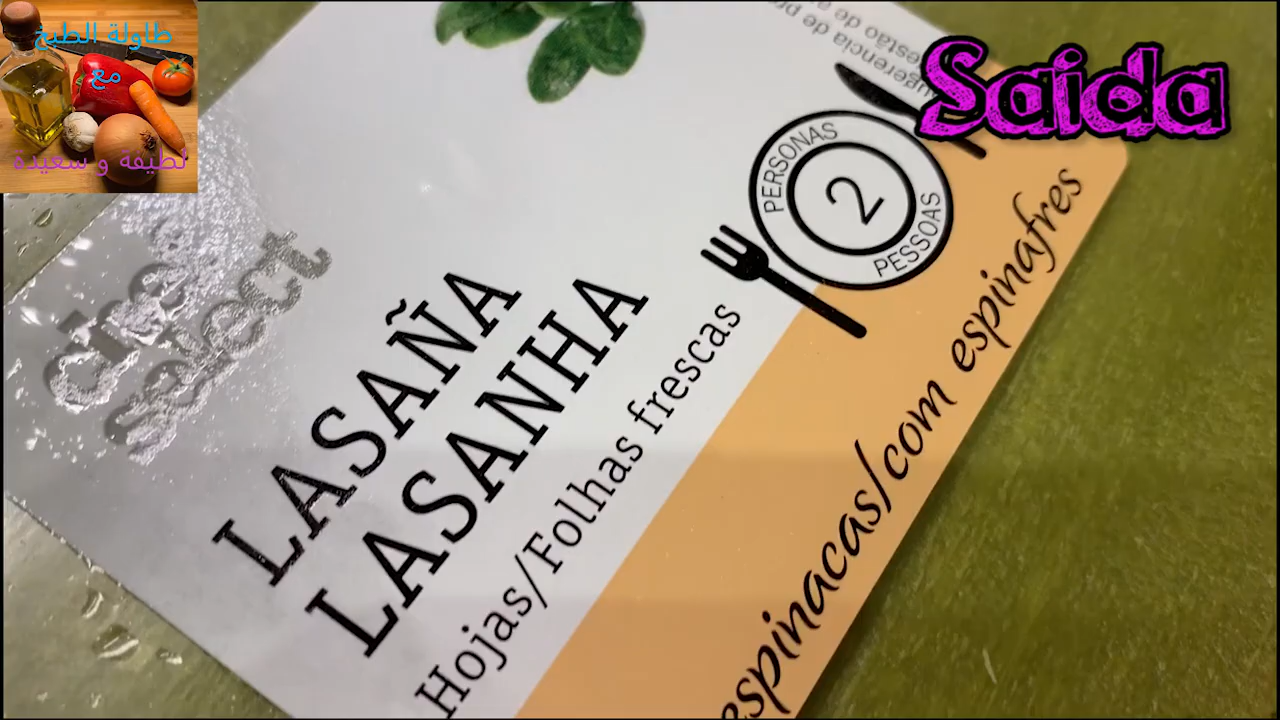 طاولة الطبخ
مع
لطيفة و سعيدة
Saida
chef
select
LASAÑA
LASANHA
Hojas/Folhas frescas
espinacas/com espinafres
PERSONAS
2
PESSOAS